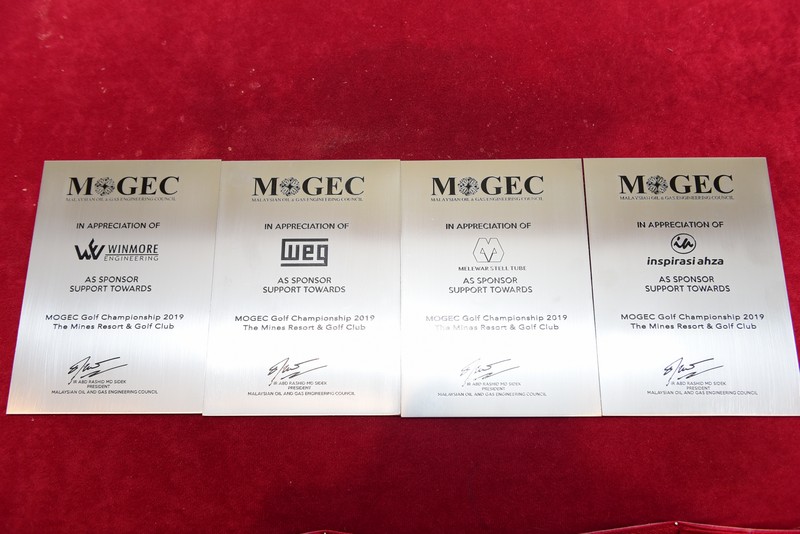 MOGEC
MALAYSIAN OIL & GAS ENGINEERING COUNCIL
IN APPRECIATION OF
WINMORE
ENGINEERING
AS SPONSOR
SUPPORT TOWARDS
MOGEC Golf Championship 2019
The Mines Resort & Golf Club
IR ABD RASHID MD SIDEK
PRESIDENT
MALAYSIAN OIL AND GAS ENGINEERING COUNCIL
MOGEC
MALAYSIAN OIL & GAS ENGINEERING COUNCIL
IN APPRECIATION OF
weg
AS SPONSOR
SUPPORT TOWARDS
MOGEC Golf Championship 2019
The Mines Resort & Golf Club
IR ABD RASHID MD SIDEK
PRESIDENT
MALAYSIAN OIL AND GAS ENGINEERING COUNCIL
MOGEC
MALAYSIAN OIL & GAS ENGINEERING COUNCIL
IN APPRECIATION OF
MELEWAR STELL TUBE
AS SPONSOR
SUPPORT TOWARDS
MOGEC Golf Championship 2019
The Mines Resort & Golf Club
IR ABD RASHID MD SIDEK
PRESIDENT
MALAYSIAN OIL AND GAS ENGINEERING COUNCIL
MOGEC
MALAYSIAN OIL & GAS ENGINEERING COUNCIL
IN APPRECIATION OF
ia
inspirasi ahza
AS SPONSOR
SUPPORT TOWARDS
MOGEC Golf Championship 2019
The Mines Resort & Golf Club
IR ABD RASHID MD SIDEK
PRESIDENT
MALAYSIAN OIL AND GAS ENGINEERING COUNCIL